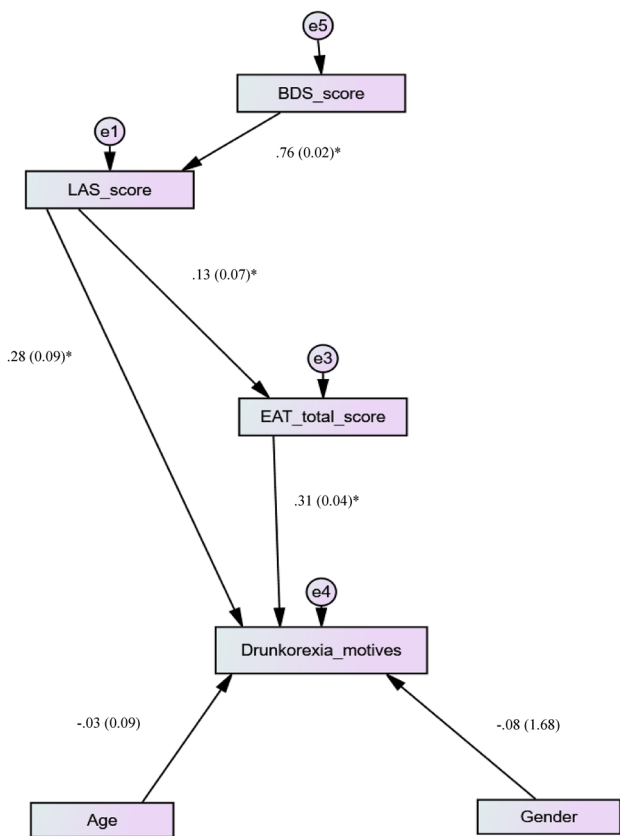 e5
BDS_score
e1
.76 (0.02)*
LAS_score
.13 (0.07)*
.28 (0.09)*
e3
EAT_total_score
.31 (0.04)*
e4
Drunkorexia_motives
-.03 (0.09)
-.08 (1.68)
Age
Gender